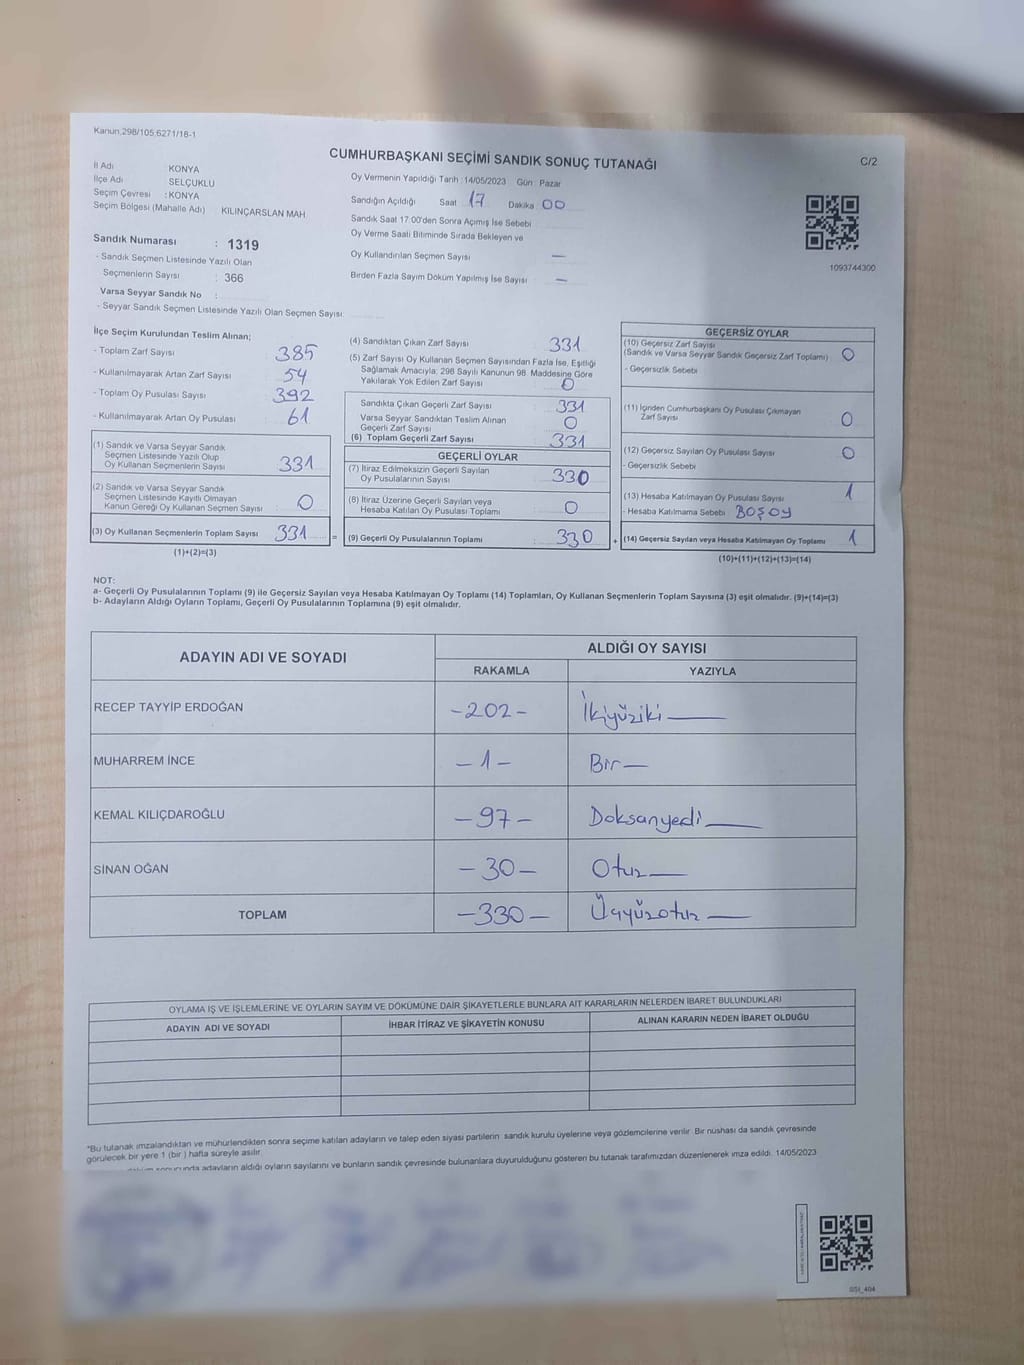 Kanun.298/105,6271/18-1
CUMHURBAŞKANI SEÇİMİ SANDIK SONUÇ TUTANAĞI
C/2
İl Adı KONYA
İlçe Adı SELÇUKLU
Seçim Çevresi : KONYA
Seçim Bölgesi (Mahalle Adı) : KILINÇARSLAN MAH.
Sandık Numarası : 1319
- Sandık Seçmen Listesinde Yazılı Olan
Seçmenlerin Sayısı : 366
Varsa Seyyar Sandık No :
- Seyyar Sandık Seçmen Listesinde Yazılı Olan Seçmen Sayısı:
Oy Vermenin Yapıldığı Tarih :14/05/2023 Gün : Pazar
Sandığın Açıldığı Saat 17 Dakika 00
Sandık Saat 17:00'den Sonra Açımış İse Sebebi
Oy Verme Saati Bitiminde Sırada Bekleyen ve
Oy Kullandırılan Seçmen Sayısı —
Birden Fazla Sayım Döküm Yapılmış İse Sayısı —
1093744300
İlçe Seçim Kurulundan Teslim Alınan;
- Toplam Zarf Sayısı : 385
- Kullanılmayarak Artan Zarf Sayısı : 54
- Toplam Oy Pusulası Sayısı : 392
- Kullanılmayarak Artan Oy Pusulası : 61
(1) Sandık ve Varsa Seyyar Sandık
Seçmen Listesinde Yazılı Olup
Oy Kullanan Seçmenlerin Sayısı : 331
(2) Sandık ve Varsa Seyyar Sandık
Seçmen Listesinde Kayıtlı Olmayan
Kanun Gereği Oy Kullanan Seçmen Sayısı : 0
(3) Oy Kullanan Seçmenlerin Toplam Sayısı : 331 =
(1)+(2)=(3)
(4) Sandıktan Çıkan Zarf Sayısı 331
(5) Zarf Sayısı Oy Kullanan Seçmen Sayısından Fazla İse, Eşitliği
Sağlamak Amacıyla; 298 Sayılı Kanunun 98. Maddesine Göre
Yakılarak Yok Edilen Zarf Sayısı 0
Sandıkta Çıkan Geçerli Zarf Sayısı 331
Varsa Seyyar Sandıktan Teslim Alınan
Geçerli Zarf Sayısı 0
(6) Toplam Geçerli Zarf Sayısı 331
GEÇERLİ OYLAR
(7) İtiraz Edilmeksizin Geçerli Sayılan
Oy Pusulalarının Sayısı : 330
(8) İtiraz Üzerine Geçerli Sayılan veya
Hesaba Katılan Oy Pusulası Toplamı : 0
(9) Geçerli Oy Pusulalarının Toplamı : 330 +
GEÇERSİZ OYLAR
(10) Geçersiz Zarf Sayısı
(Sandık ve Varsa Seyyar Sandık Geçersiz Zarf Toplamı) : 0
- Geçersizlik Sebebi
(11) İçinden Cumhurbaşkanı Oy Pusulası Çıkmayan
Zarf Sayısı 0
(12) Geçersiz Sayılan Oy Pusulası Sayısı 0
- Geçersizlik Sebebi
(13) Hesaba Katılmayan Oy Pusulası Sayısı 1
- Hesaba Katılmama Sebebi BOŞOY
(14) Geçersiz Sayılan veya Hesaba Katılmayan Oy Toplamı 1
(10)+(11)+(12)+(13)=(14)
NOT:
a- Geçerli Oy Pusulalarının Toplamı (9) ile Geçersiz Sayılan veya Hesaba Katılmayan Oy Toplamı (14) Toplamları, Oy Kullanan Seçmenlerin Toplam Sayısına (3) eşit olmalıdır. (9)+(14)=(3)
b- Adayların Aldığı Oyların Toplamı, Geçerli Oy Pusulalarının Toplamına (9) eşit olmalıdır.
ADAYIN ADI VE SOYADI
ALDIĞI OY SAYISI
RAKAMLA YAZIYLA
RECEP TAYYİP ERDOĞAN -202- İkiyüziki—
MUHARREM İNCE -1- Bir—
KEMAL KILIÇDAROĞLU -97- Doksanyedi—
SİNAN OĞAN -30- Otuz—
TOPLAM -330- Üçyüzotuz—
OYLAMA İŞ VE İŞLEMLERİNE VE OYLARIN SAYIM VE DÖKÜMÜNE DAİR ŞİKAYETLERLE BUNLARA AİT KARARLARIN NELERDEN İBARET BULUNDUKLARI
ADAYIN ADI VE SOYADI İHBAR İTİRAZ VE ŞİKAYETİN KONUSU ALINAN KARARIN NEDEN İBARET OLDUĞU
*Bu tutanak imzalandıktan ve mühürlendikten sonra seçime katılan adayların ve talep eden siyasi partilerin sandık kurulu üyelerine veya gözlemcilerine verilir. Bir nüshası da sandık çevresinde
görülecek bir yere 1 (bir) hafta süreyle asılır.
sonucunda adayların aldığı oyların sayılarını ve bunların sandık çevresinde bulunanlara duyurulduğunu gösteren bu tutanak tarafımızdan düzenlenerek imza edildi. 14/05/2023